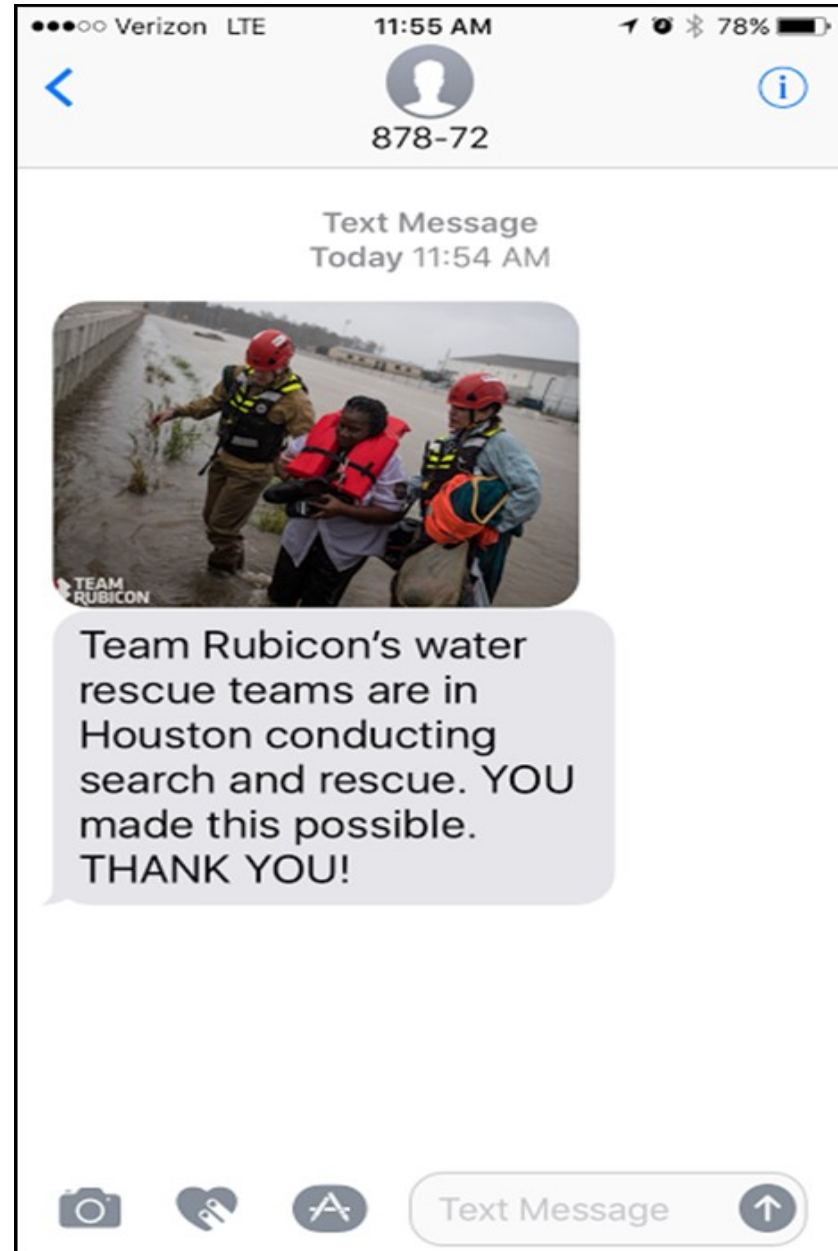 Verizon LTE 11:55 AM 78%
878-72
Text Message
Today 11:54 AM
TEAM
RUBICON
Team Rubicon’s water
rescue teams are in
Houston conducting
search and rescue. YOU
made this possible.
THANK YOU!
Text Message